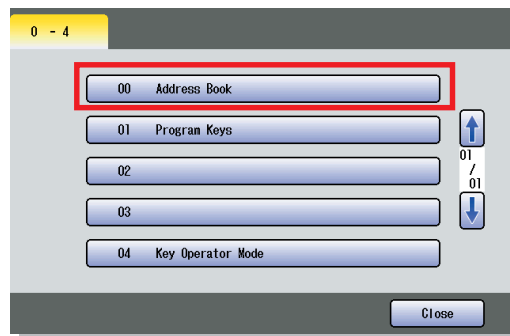 0 - 4
00 Address Book
01 Program Keys
02
03
04 Key Operator Mode
01
/
01
Close